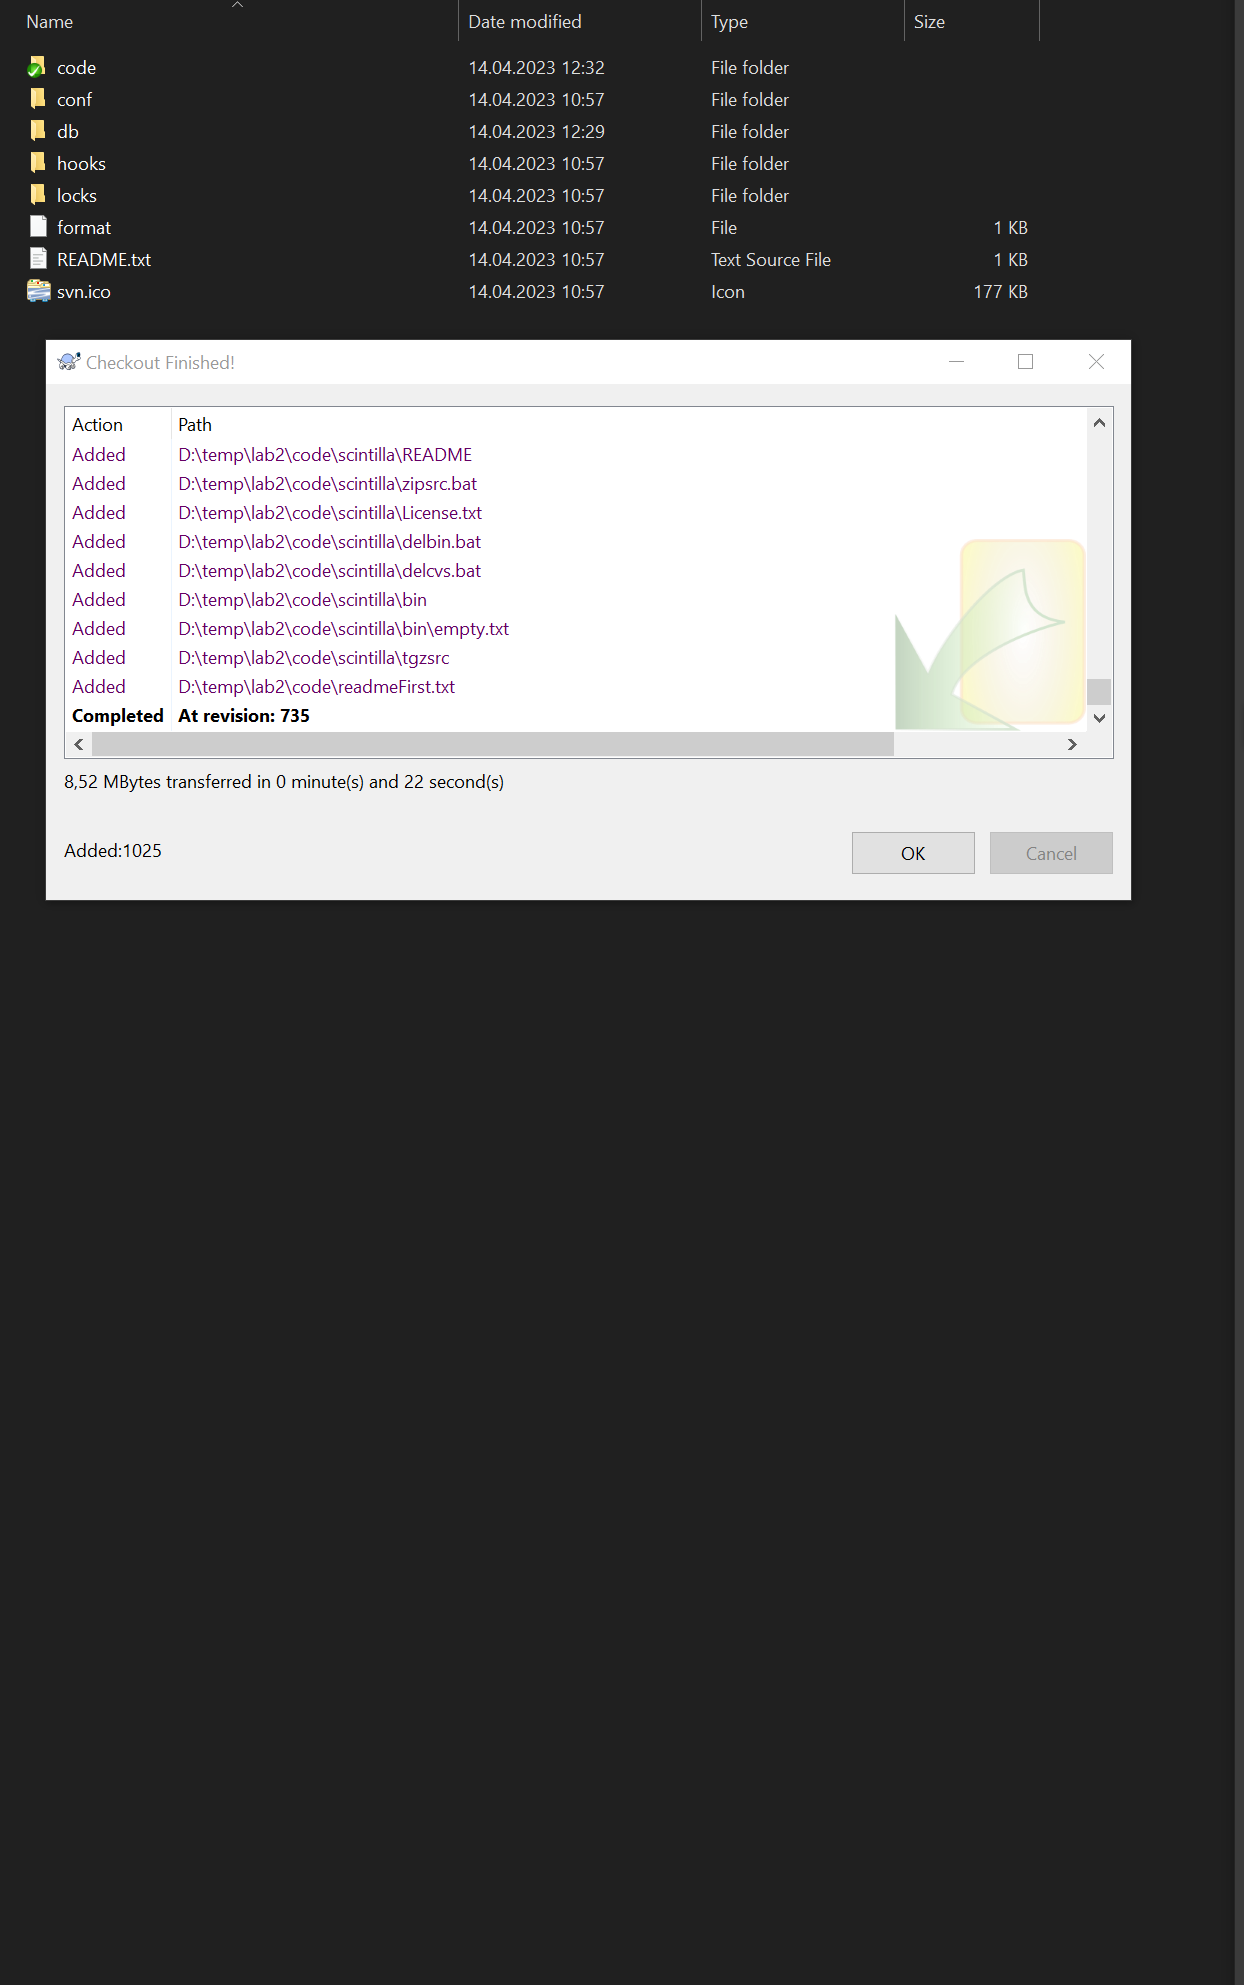 Name Date modified Type Size
code 14.04.2023 12:32 File folder
conf 14.04.2023 10:57 File folder
db 14.04.2023 12:29 File folder
hooks 14.04.2023 10:57 File folder
locks 14.04.2023 10:57 File folder
format 14.04.2023 10:57 File 1 KB
README.txt 14.04.2023 10:57 Text Source File 1 KB
svn.ico 14.04.2023 10:57 Icon 177 KB
Checkout Finished!
Action Path
Added D:\temp\lab2\code\scintilla\README
Added D:\temp\lab2\code\scintilla\zipsrc.bat
Added D:\temp\lab2\code\scintilla\License.txt
Added D:\temp\lab2\code\scintilla\delbin.bat
Added D:\temp\lab2\code\scintilla\delcvs.bat
Added D:\temp\lab2\code\scintilla\bin
Added D:\temp\lab2\code\scintilla\bin\empty.txt
Added D:\temp\lab2\code\scintilla\tgzsrc
Added D:\temp\lab2\code\readmeFirst.txt
Completed At revision: 735
8,52 MBytes transferred in 0 minute(s) and 22 second(s)
Added:1025
OK Cancel